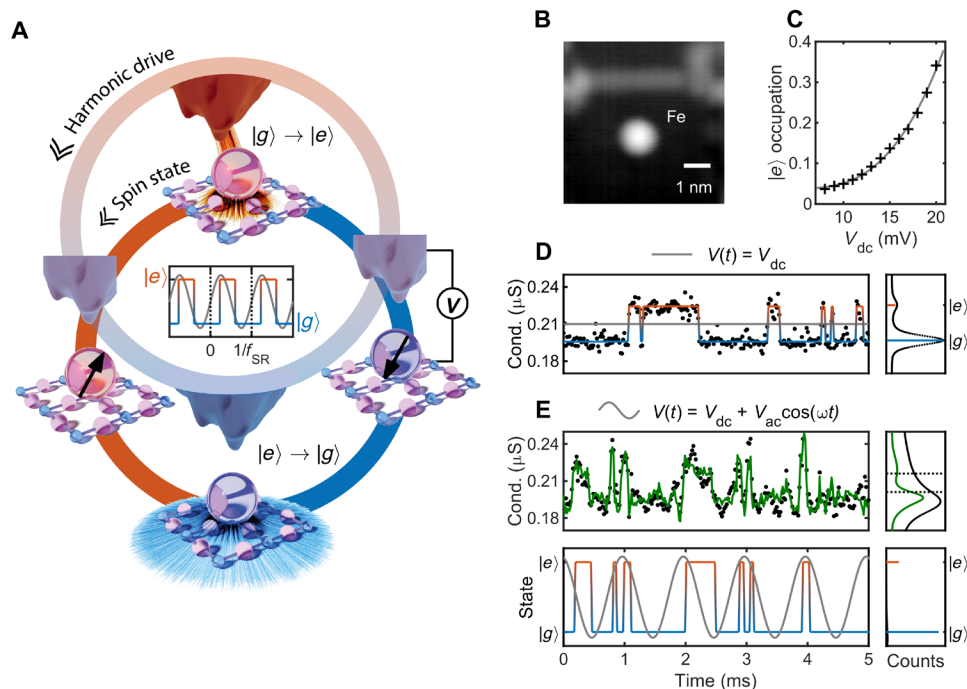 A
Harmonic drive
Spin state
|g⟩ → |e⟩
|e⟩
|g⟩
0
1/f_SR
V
|e⟩ → |g⟩
B
Fe
1 nm
C
|e⟩ occupation
0.4
0.3
0.2
0.1
0
10
15
20
V_dc (mV)
D
V(t) = V_dc
Cond. (μS)
0.23
0.21
0.19
|e⟩
|g⟩
E
V(t) = V_dc + V_ac cos(ωt)
Cond. (μS)
0.24
0.21
0.18
State
|e⟩
|g⟩
|e⟩
|g⟩
0
1
2
3
4
5
Time (ms)
Counts